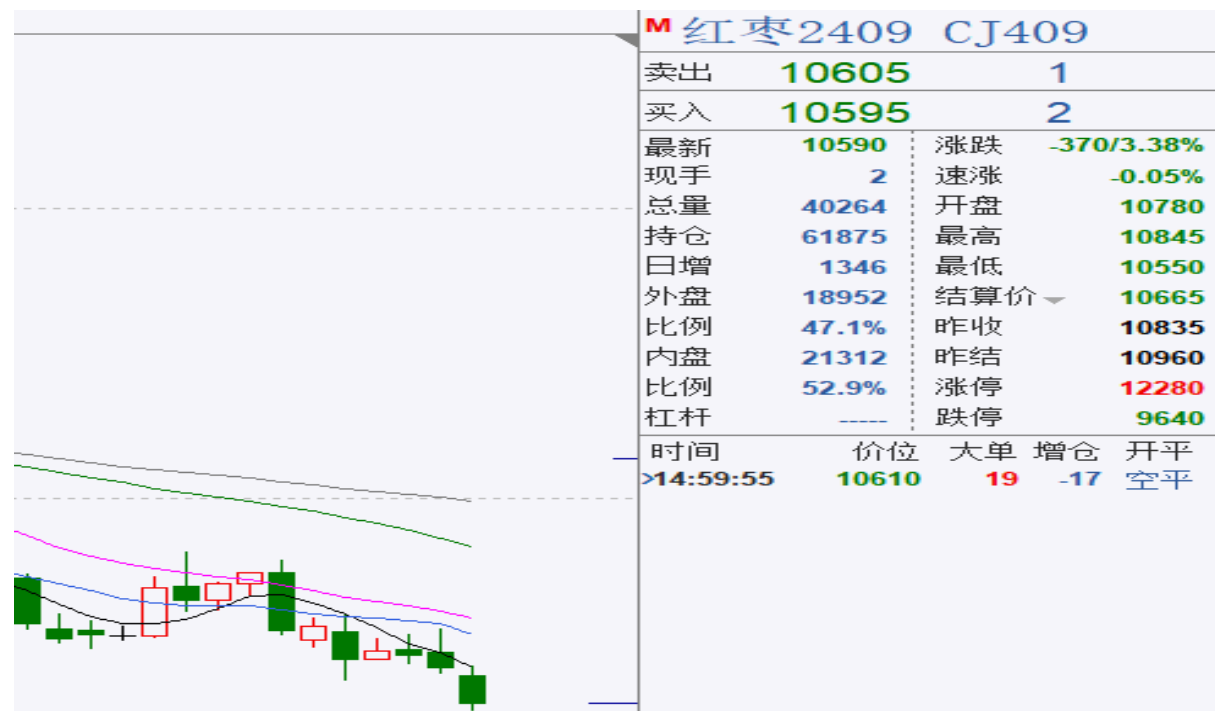 M 红枣2409 CJ409
卖出 10605 1
买入 10595 2
最新 10590 涨跌 -370/3.38%
现手 2 速涨 -0.05%
总量 40264 开盘 10780
持仓 61875 最高 10845
日增 1346 最低 10550
外盘 18952 结算价 10665
比例 47.1% 昨收 10835
内盘 21312 昨结 10960
比例 52.9% 涨停 12280
杠杆 ----- 跌停 9640
时间 价位 大单 增仓 开平
>14:59:55 10610 19 -17 空平